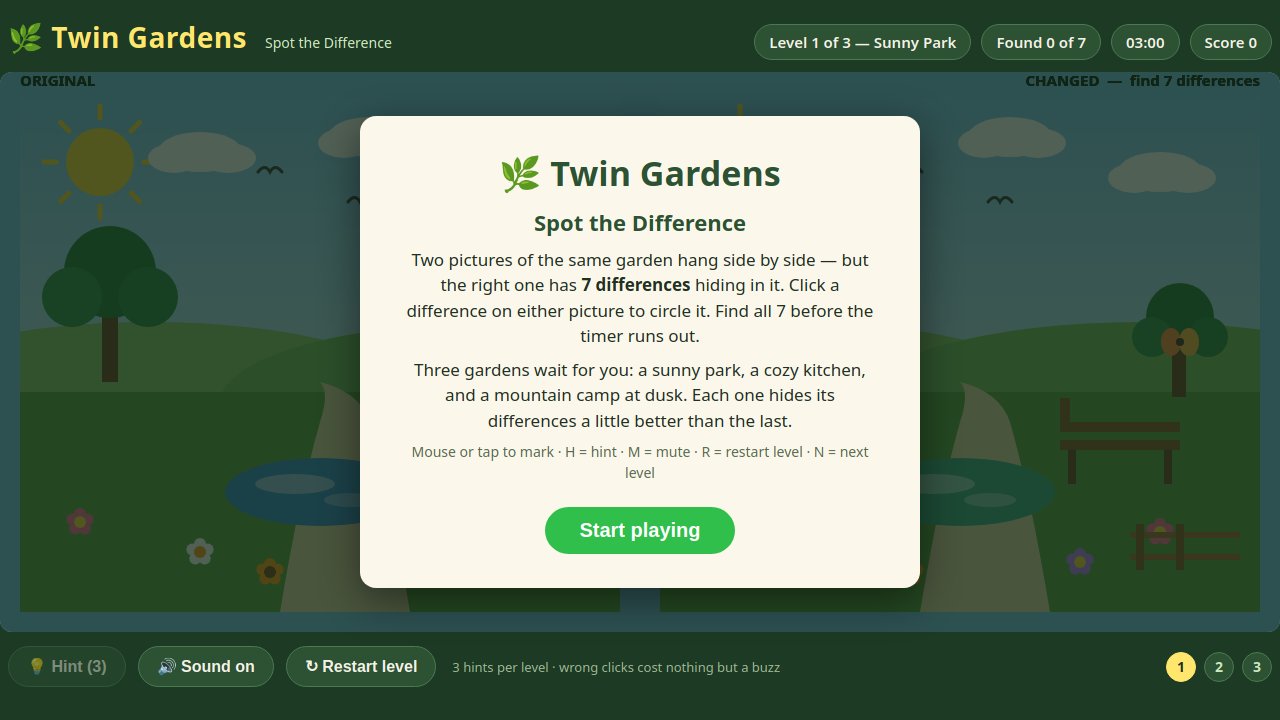 🌿 Twin Gardens Spot the Difference
Level 1 of 3 — Sunny Park
Found 0 of 7
03:00
Score 0
ORIGINAL
CHANGED — find 7 differences
🌿 Twin Gardens
Spot the Difference
Two pictures of the same garden hang side by side — but
the right one has 7 differences hiding in it. Click a
difference on either picture to circle it. Find all 7 before the
timer runs out.
Three gardens wait for you: a sunny park, a cozy kitchen,
and a mountain camp at dusk. Each one hides its
differences a little better than the last.
Mouse or tap to mark · H = hint · M = mute · R = restart level · N = next
level
Start playing
💡 Hint (3)
🔊 Sound on
↻ Restart level
3 hints per level · wrong clicks cost nothing but a buzz
1
2
3